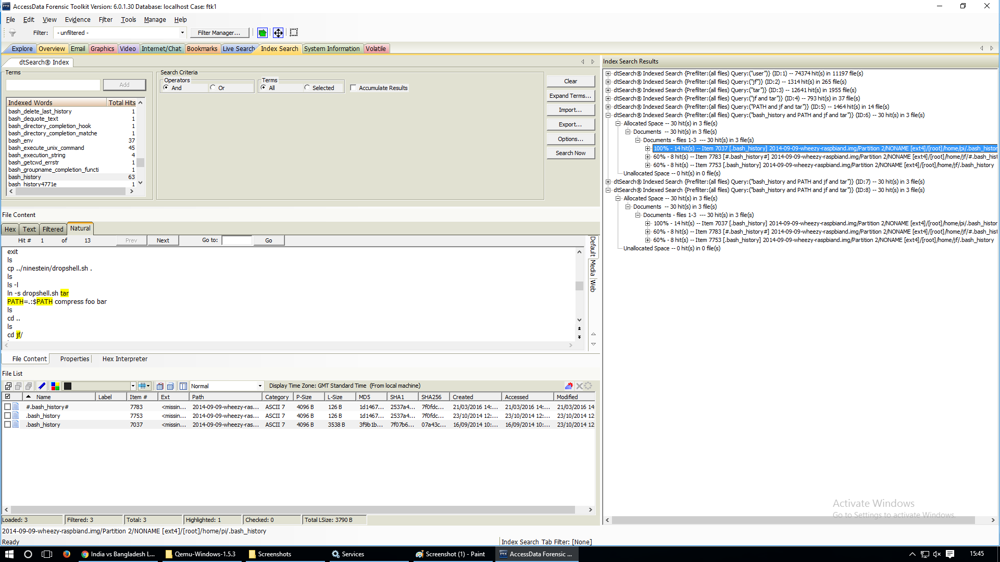 AccessData Forensic Toolkit Version: 6.0.1.30 Database: localhost Case: ftk1
File Edit View Evidence Filter Tools Manage Help
Filter: - unfiltered - Filter Manager...
Explore Overview Email Graphics Video Internet/Chat Bookmarks Live Search Index Search System Information Volatile
dtSearch® Index
Terms
Add
Indexed Words Total Hits
bash_delete_last_history 1
bash_dequote_text 1
bash_directory_completion_hook 1
bash_directory_completion_matche 1
bash_env 37
bash_execute_unix_command 45
bash_execution_string 4
bash_getcwd_errstr 1
bash_groupname_completion_functi 1
bash_history 63
bash_history4771e 1
Search Criteria
Operators
And Or
Terms
All Selected
Accumulate Results
Clear
Expand Terms...
Import...
Export...
Options...
Search Now
Index Search Results
dtSearch® Indexed Search {Prefilter:(all files) Query:("user")} (ID:1) -- 74374 hit(s) in 11197 file(s)
dtSearch® Indexed Search {Prefilter:(all files) Query:("jf")} (ID:2) -- 1314 hit(s) in 265 file(s)
dtSearch® Indexed Search {Prefilter:(all files) Query:("tar")} (ID:3) -- 12641 hit(s) in 1955 file(s)
dtSearch® Indexed Search {Prefilter:(all files) Query:("jf and tar")} (ID:4) -- 793 hit(s) in 37 file(s)
dtSearch® Indexed Search {Prefilter:(all files) Query:("PATH and jf and tar")} (ID:5) -- 1464 hit(s) in 14 file(s)
dtSearch® Indexed Search {Prefilter:(all files) Query:("bash_history and PATH and jf and tar")} (ID:6) -- 30 hit(s) in 3 file(s)
Allocated Space -- 30 hit(s) in 3 file(s)
Documents -- 30 hit(s) in 3 file(s)
Documents - files 1-3 --- 30 hit(s) in 3 file(s)
100% - 14 hit(s) -- Item 7037 [.bash_history] 2014-09-09-wheezy-raspbiand.img/Partition 2/NONAME [ext4]/[root]/home/pi/.bash_histor
60% - 8 hit(s) -- Item 7783 [#.bash_history#] 2014-09-09-wheezy-raspbiand.img/Partition 2/NONAME [ext4]/[root]/home/jf/#.bash_hist
60% - 8 hit(s) -- Item 7753 [.bash_history] 2014-09-09-wheezy-raspbiand.img/Partition 2/NONAME [ext4]/[root]/home/jf/.bash_history
Unallocated Space -- 0 hit(s) in 0 file(s)
dtSearch® Indexed Search {Prefilter:(all files) Query:("bash_history and PATH and jf and tar")} (ID:7) -- 30 hit(s) in 3 file(s)
dtSearch® Indexed Search {Prefilter:(all files) Query:("bash_history and PATH and jf and tar")} (ID:8) -- 30 hit(s) in 3 file(s)
Allocated Space -- 30 hit(s) in 3 file(s)
Documents -- 30 hit(s) in 3 file(s)
Documents - files 1-3 --- 30 hit(s) in 3 file(s)
100% - 14 hit(s) -- Item 7037 [.bash_history] 2014-09-09-wheezy-raspbiand.img/Partition 2/NONAME [ext4]/[root]/home/pi/.bash_histor
60% - 8 hit(s) -- Item 7783 [#.bash_history#] 2014-09-09-wheezy-raspbiand.img/Partition 2/NONAME [ext4]/[root]/home/jf/#.bash_hist
60% - 8 hit(s) -- Item 7753 [.bash_history] 2014-09-09-wheezy-raspbiand.img/Partition 2/NONAME [ext4]/[root]/home/jf/.bash_history
Unallocated Space -- 0 hit(s) in 0 file(s)
File Content
Hex Text Filtered Natural
Hit # 1 of 13 Prev Next Go to: Go
exit
ls
cp ../ninestein/dropshell.sh .
ls
ls -l
ln -s dropshell.sh tar
PATH=.:$PATH compress foo bar
ls
cd ..
ls
cd jf/
Default
Media
Web
File Content Properties Hex Interpreter
File List
Normal Display Time Zone: GMT Standard Time (From local machine)
Name Label Item # Ext Path Category P-Size L-Size MD5 SHA1 SHA256 Created Accessed Modified
#.bash_history# 7783 <missin... 2014-09-09-wheezy-ras... ASCII 7 4096 B 126 B 1d1467... 2537a4... 7f0fdc... 21/03/2016 14:... 21/03/2016 14:... 21/03/2016 14
.bash_history 7753 <missin... 2014-09-09-wheezy-ras... ASCII 7 4096 B 126 B 1d1467... 2537a4... 7f0fdc... 23/10/2014 12:... 23/10/2014 12:... 23/10/2014 12
.bash_history 7037 <missin... 2014-09-09-wheezy-ras... ASCII 7 4096 B 3538 B 3f9b1b... 7f07b6... 07a43c... 16/09/2014 10:... 16/09/2014 10:... 23/10/2014 12
Activate Windows
Go to Settings to activate Windows.
Loaded: 3 Filtered: 3 Total: 3 Highlighted: 1 Checked: 0 Total LSize: 3790 B
2014-09-09-wheezy-raspbiand.img/Partition 2/NONAME [ext4]/[root]/home/pi/.bash_history
Ready Index Search Tab Filter: [None]
India vs Bangladesh L... Qemu-Windows-1.5.3 Screenshots Services Screenshot (1) - Paint AccessData Forensic ... 15:45